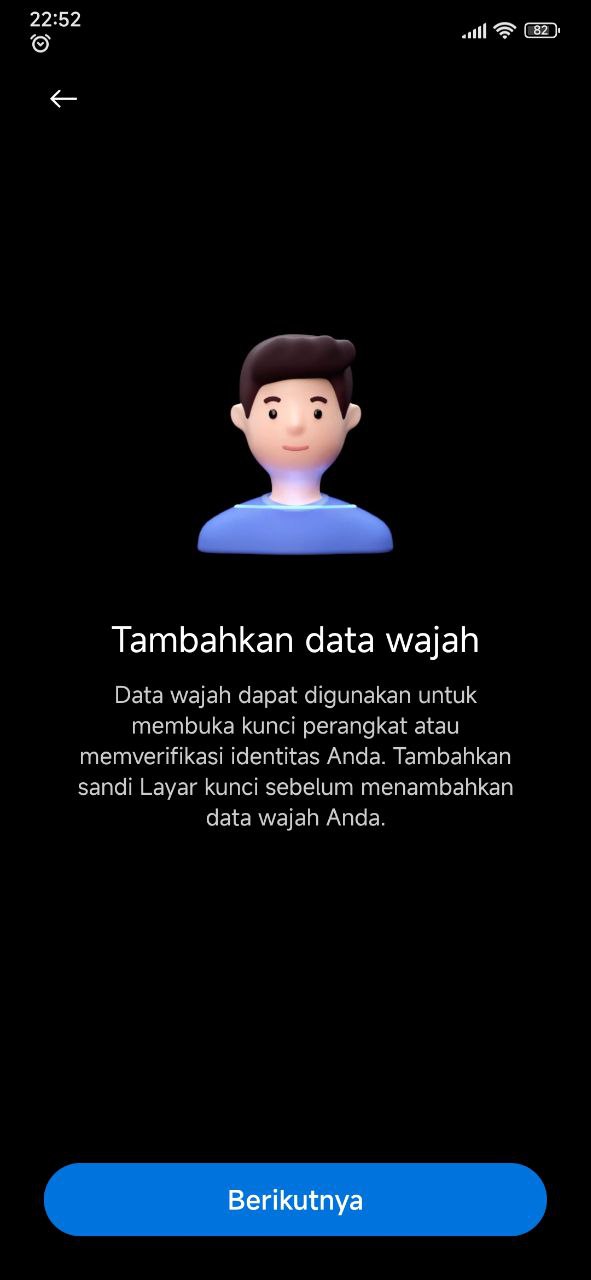 22:52
82
Tambahkan data wajah
Data wajah dapat digunakan untuk
membuka kunci perangkat atau
memverifikasi identitas Anda. Tambahkan
sandi Layar kunci sebelum menambahkan
data wajah Anda.
Berikutnya